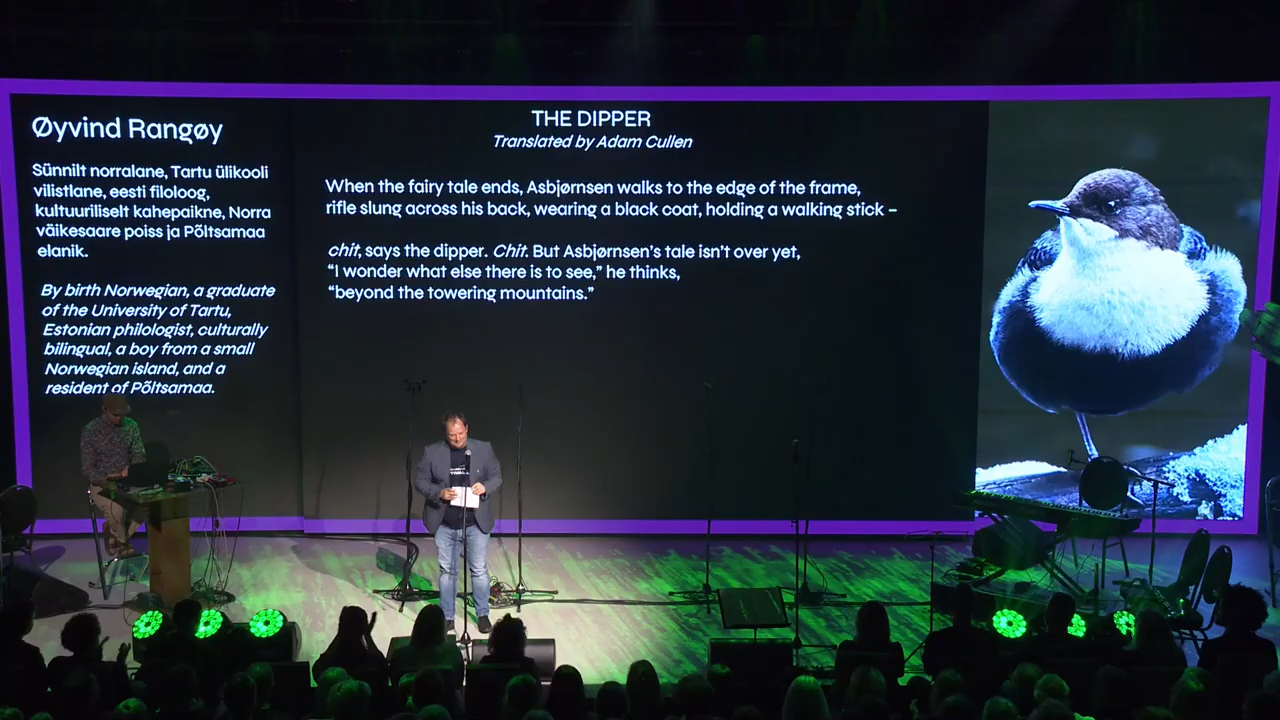 Øyvind Rangøy
Sünnilt norralane, Tartu ülikooli
vilistlane, eesti filoloog,
kultuuriliselt kahepaikne, Norra
väikesaare poiss ja Põltsamaa
elanik.
By birth Norwegian, a graduate
of the University of Tartu,
Estonian philologist, culturally
bilingual, a boy from a small
Norwegian island, and a
resident of Põltsamaa.
THE DIPPER
Translated by Adam Cullen
When the fairy tale ends, Asbjørnsen walks to the edge of the frame,
rifle slung across his back, wearing a black coat, holding a walking stick –
chit, says the dipper. Chit. But Asbjørnsen's tale isn't over yet,
“I wonder what else there is to see,” he thinks,
“beyond the towering mountains.”